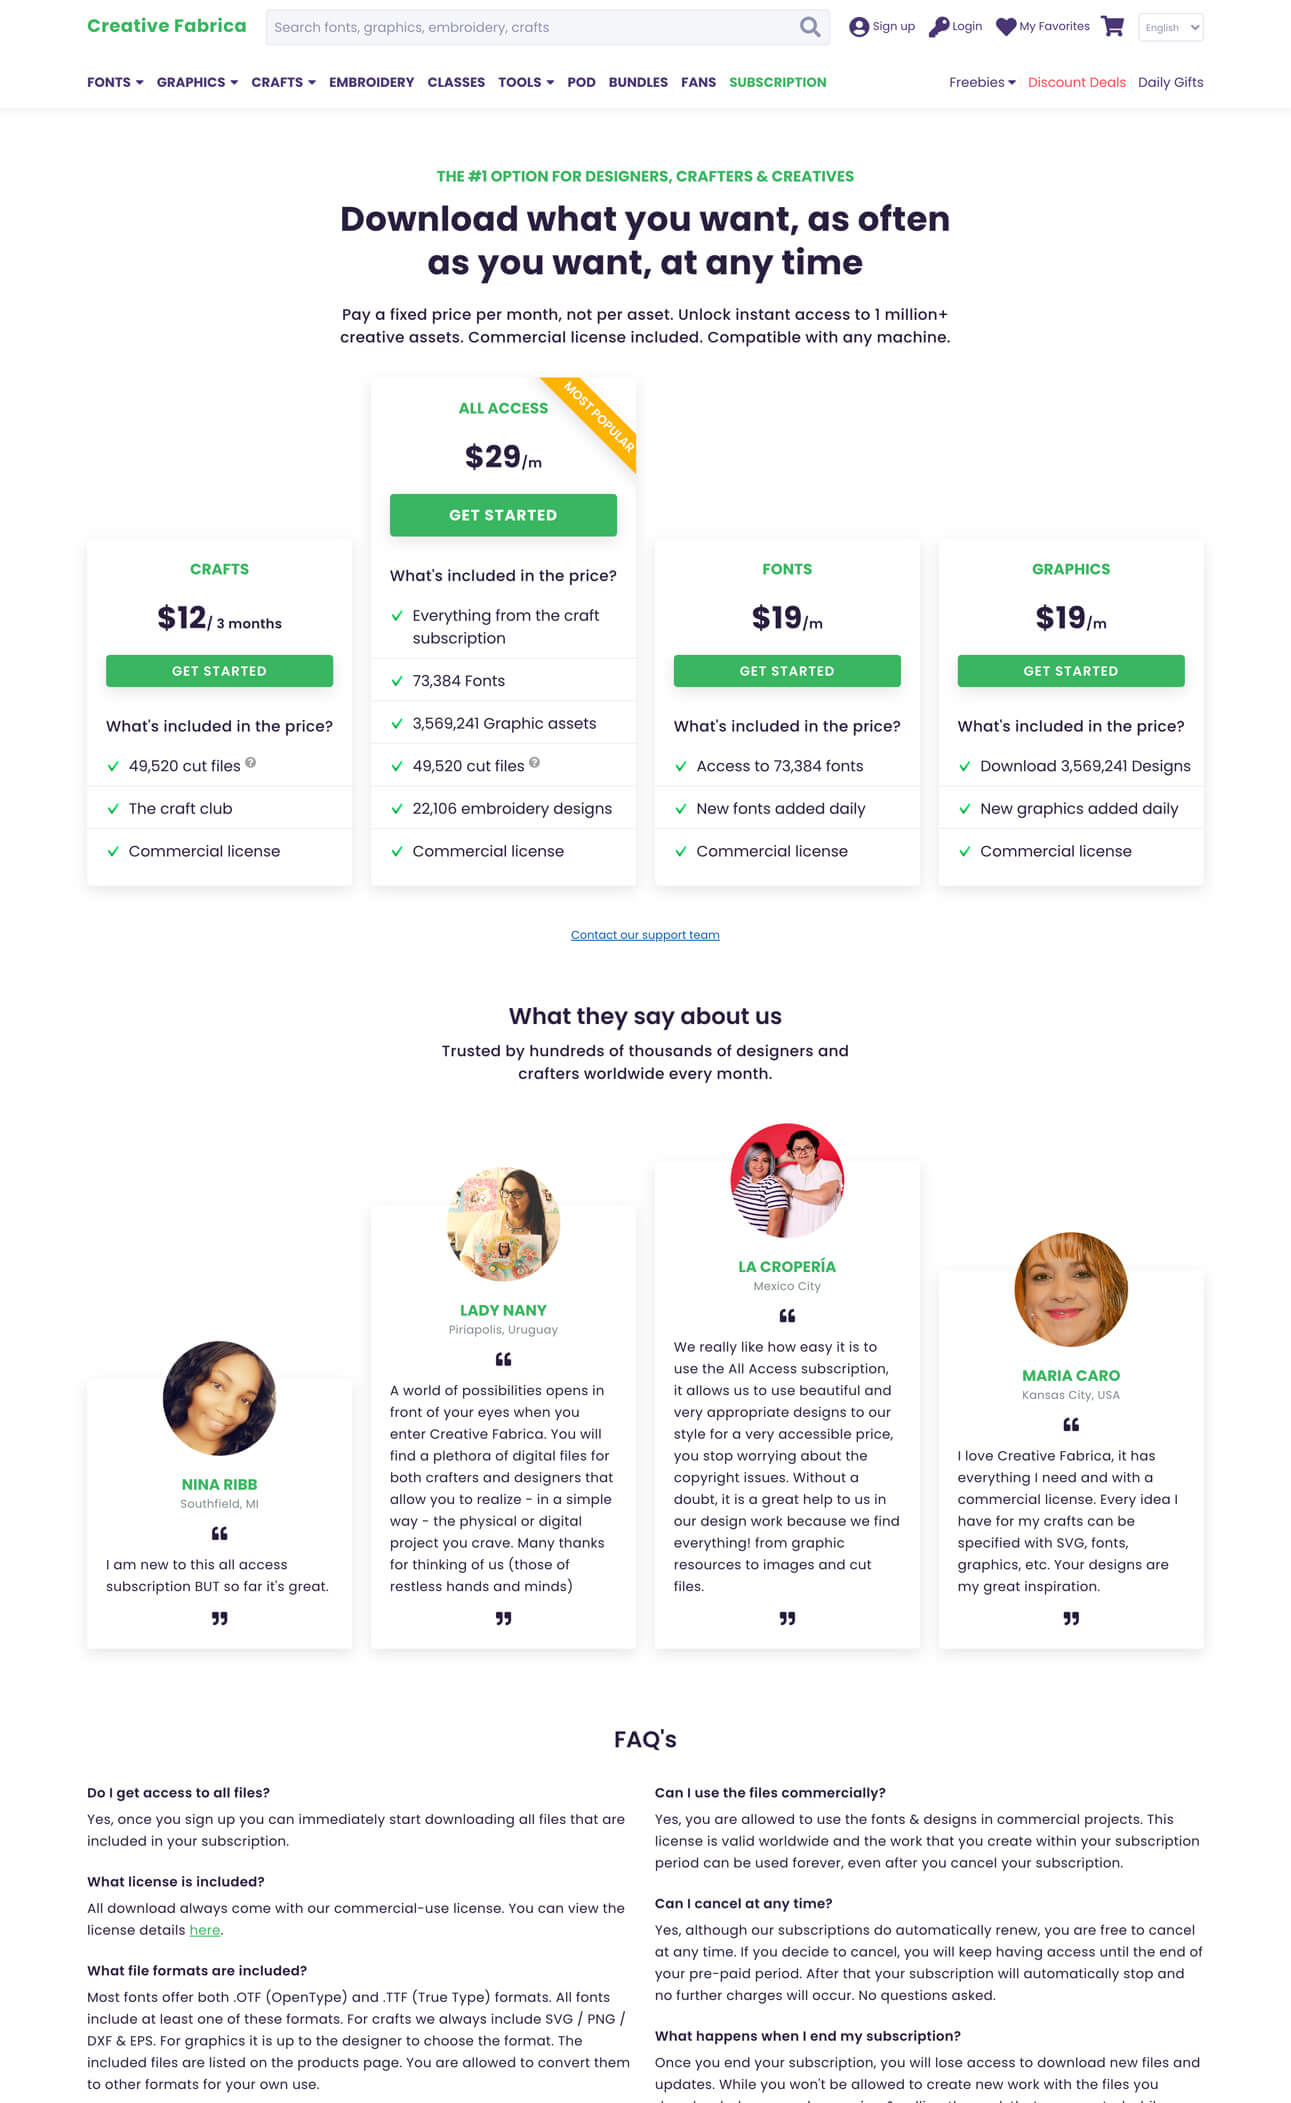 Creative Fabrica
Search fonts, graphics, embroidery, crafts
Sign up
Login
My Favorites
English
FONTS GRAPHICS CRAFTS EMBROIDERY CLASSES TOOLS POD BUNDLES FANS SUBSCRIPTION
Freebies Discount Deals Daily Gifts
THE #1 OPTION FOR DESIGNERS, CRAFTERS & CREATIVES
Download what you want, as often
as you want, at any time
Pay a fixed price per month, not per asset. Unlock instant access to 1 million+
creative assets. Commercial license included. Compatible with any machine.
CRAFTS
$12/ 3 months
GET STARTED
What's included in the price?
49,520 cut files ?
The craft club
Commercial license
MOST POPULAR
ALL ACCESS
$29/m
GET STARTED
What's included in the price?
Everything from the craft
subscription
73,384 Fonts
3,569,241 Graphic assets
49,520 cut files ?
22,106 embroidery designs
Commercial license
FONTS
$19/m
GET STARTED
What's included in the price?
Access to 73,384 fonts
New fonts added daily
Commercial license
GRAPHICS
$19/m
GET STARTED
What's included in the price?
Download 3,569,241 Designs
New graphics added daily
Commercial license
Contact our support team
What they say about us
Trusted by hundreds of thousands of designers and
crafters worldwide every month.
NINA RIBB
Southfield, MI
“
I am new to this all access
subscription BUT so far it's great.
”
LADY NANY
Piriapolis, Uruguay
“
A world of possibilities opens in
front of your eyes when you
enter Creative Fabrica. You will
find a plethora of digital files for
both crafters and designers that
allow you to realize - in a simple
way - the physical or digital
project you crave. Many thanks
for thinking of us (those of
restless hands and minds)
”
LA CROPERÍA
Mexico City
“
We really like how easy it is to
use the All Access subscription,
it allows us to use beautiful and
very appropriate designs to our
style for a very accessible price,
you stop worrying about the
copyright issues. Without a
doubt, it is a great help to us in
our design work because we find
everything! from graphic
resources to images and cut
files.
”
MARIA CARO
Kansas City, USA
“
I love Creative Fabrica, it has
everything I need and with a
commercial license. Every idea I
have for my crafts can be
specified with SVG, fonts,
graphics, etc. Your designs are
my great inspiration.
”
FAQ's
Do I get access to all files?
Yes, once you sign up you can immediately start downloading all files that are
included in your subscription.
What license is included?
All download always come with our commercial-use license. You can view the
license details here.
What file formats are included?
Most fonts offer both .OTF (OpenType) and .TTF (True Type) formats. All fonts
include at least one of these formats. For crafts we always include SVG / PNG /
DXF & EPS. For graphics it is up to the designer to choose the format. The
included files are listed on the products page. You are allowed to convert them
to other formats for your own use.
Can I use the files commercially?
Yes, you are allowed to use the fonts & designs in commercial projects. This
license is valid worldwide and the work that you create within your subscription
period can be used forever, even after you cancel your subscription.
Can I cancel at any time?
Yes, although our subscriptions do automatically renew, you are free to cancel
at any time. If you decide to cancel, you will keep having access until the end of
your pre-paid period. After that your subscription will automatically stop and
no further charges will occur. No questions asked.
What happens when I end my subscription?
Once you end your subscription, you will lose access to download new files and
updates. While you won't be allowed to create new work with the files you